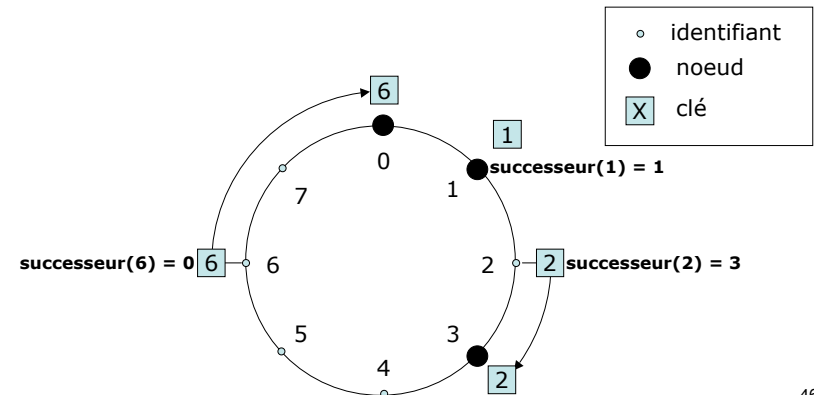 identifiant
noeud
X clé
6
1
0
successeur(1) = 1
1
7
successeur(6) = 0 6
6
2
2 successeur(2) = 3
5
3
4
2